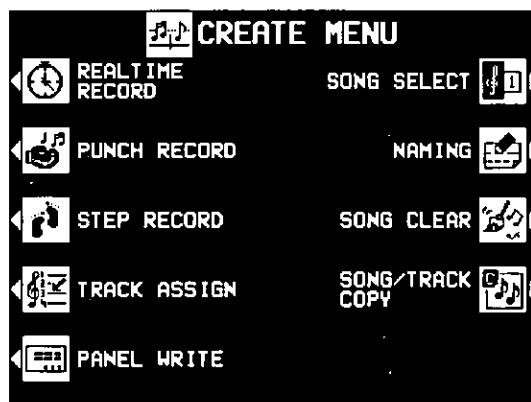 CREATE MENU
REALTIME
RECORD
SONG SELECT
1
PUNCH RECORD
NAMING
STEP RECORD
SONG CLEAR
TRACK ASSIGN
SONG/TRACK
COPY
C
PANEL WRITE